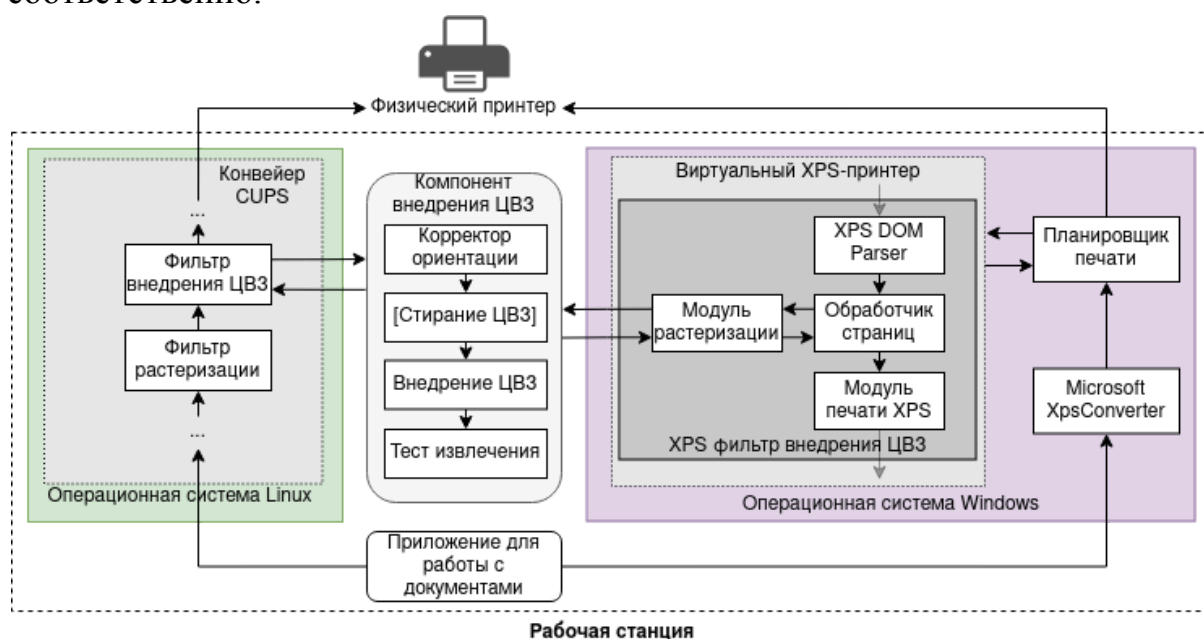 соответственно.
Физический принтер
Конвейер
CUPS
...
Фильтр
внедрения ЦВЗ
Фильтр
растеризации
...
Операционная система Linux
Компонент
внедрения ЦВЗ
Корректор
ориентации
[Стирание ЦВЗ]
Внедрение ЦВЗ
Тест извлечения
Виртуальный XPS-принтер
XPS DOM
Parser
Модуль
растеризации
Обработчик
страниц
Модуль
печати XPS
XPS фильтр внедрения ЦВЗ
Планировщик
печати
Microsoft
XpsConverter
Операционная система Windows
Приложение для
работы с
документами
Рабочая станция